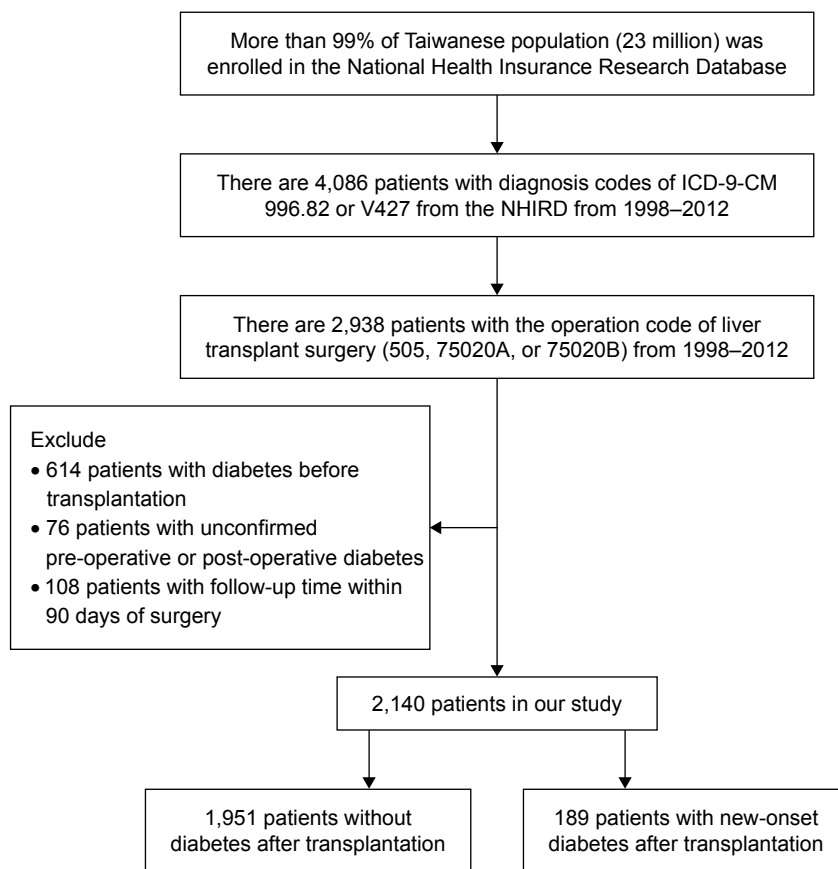 More than 99% of Taiwanese population (23 million) was
enrolled in the National Health Insurance Research Database
There are 4,086 patients with diagnosis codes of ICD-9-CM
996.82 or V427 from the NHIRD from 1998–2012
There are 2,938 patients with the operation code of liver
transplant surgery (505, 75020A, or 75020B) from 1998–2012
Exclude
• 614 patients with diabetes before
transplantation
• 76 patients with unconfirmed
pre-operative or post-operative diabetes
• 108 patients with follow-up time within
90 days of surgery
2,140 patients in our study
1,951 patients without
diabetes after transplantation
189 patients with new-onset
diabetes after transplantation